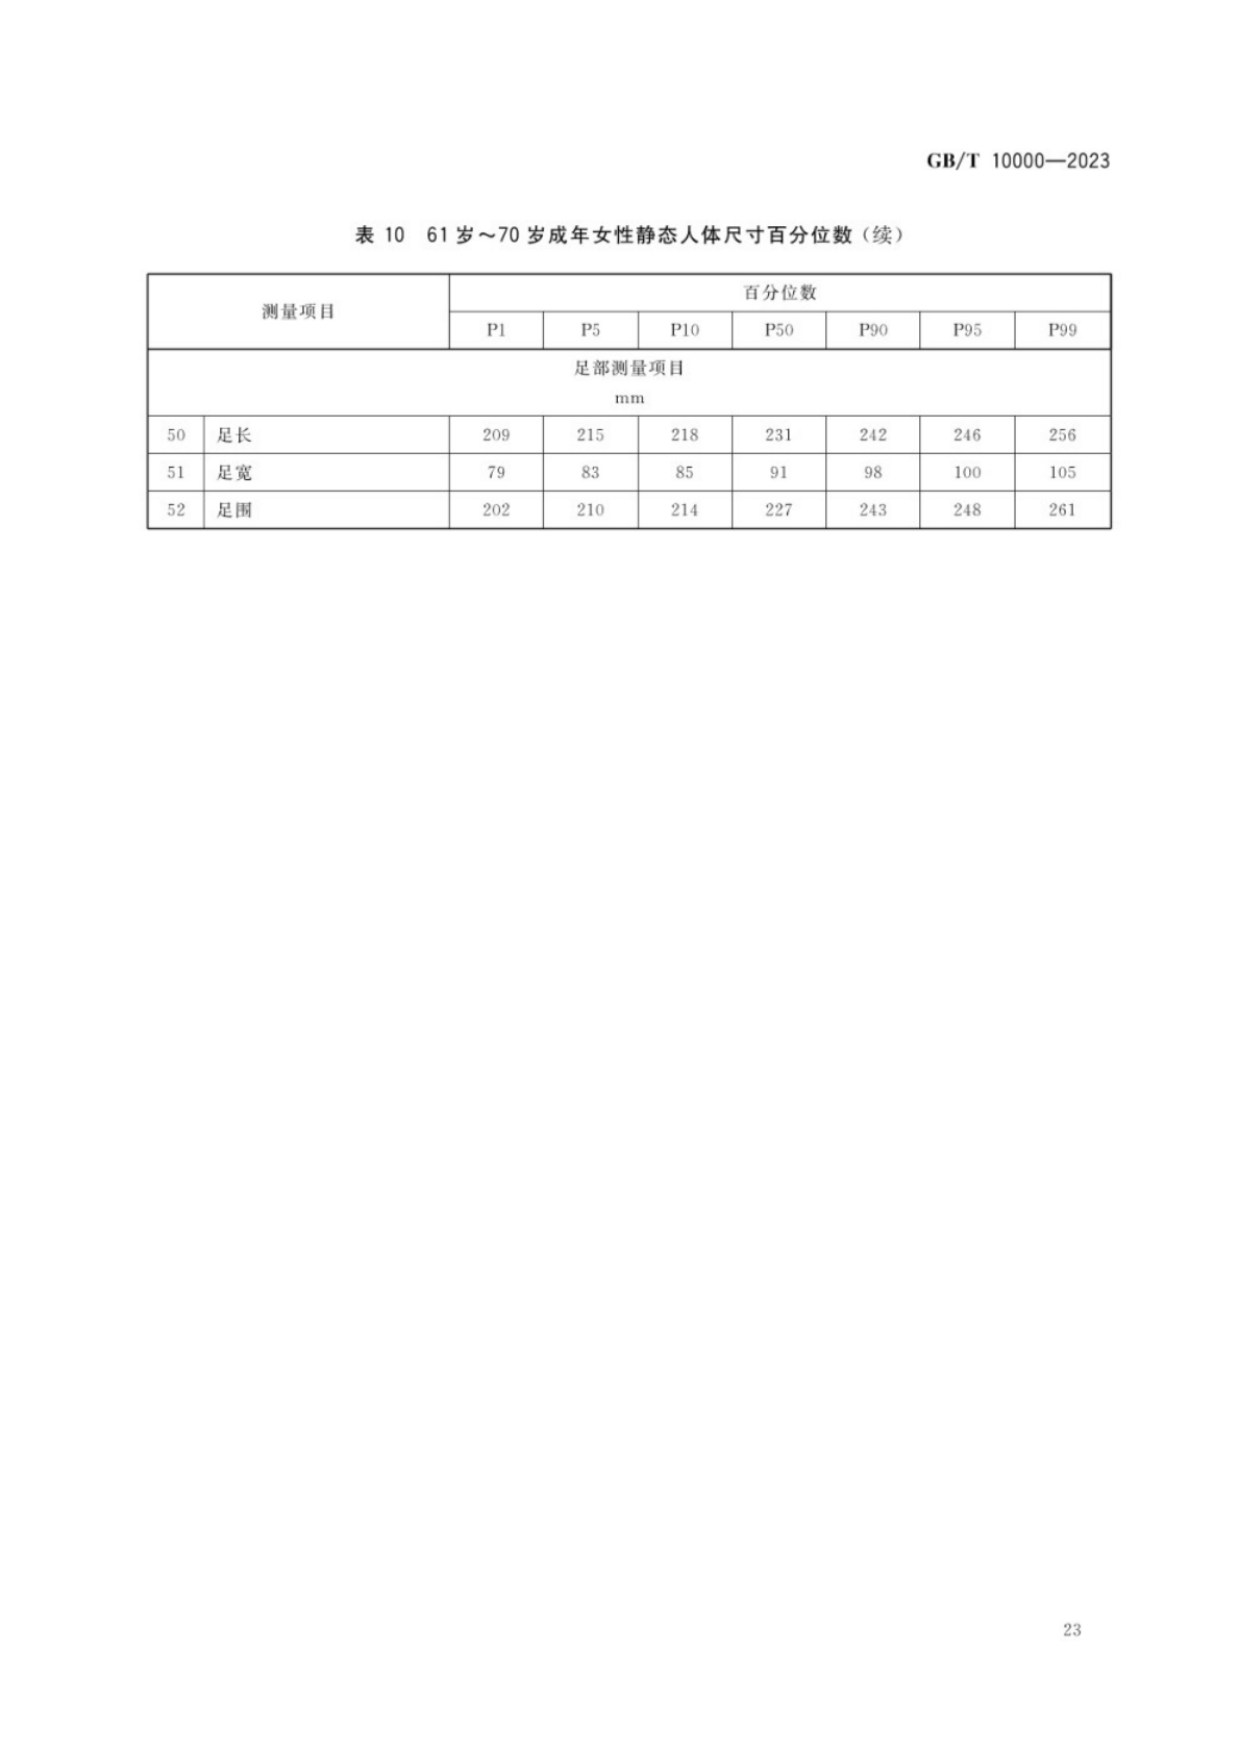 GB/T 10000—2023
表 10 61 岁～70 岁成年女性静态人体尺寸百分位数（续）
测量项目 百分位数
P1 P5 P10 P50 P90 P95 P99
足部测量项目
mm
50 足长 209 215 218 231 242 246 256
51 足宽 79 83 85 91 98 100 105
52 足围 202 210 214 227 243 248 261
23